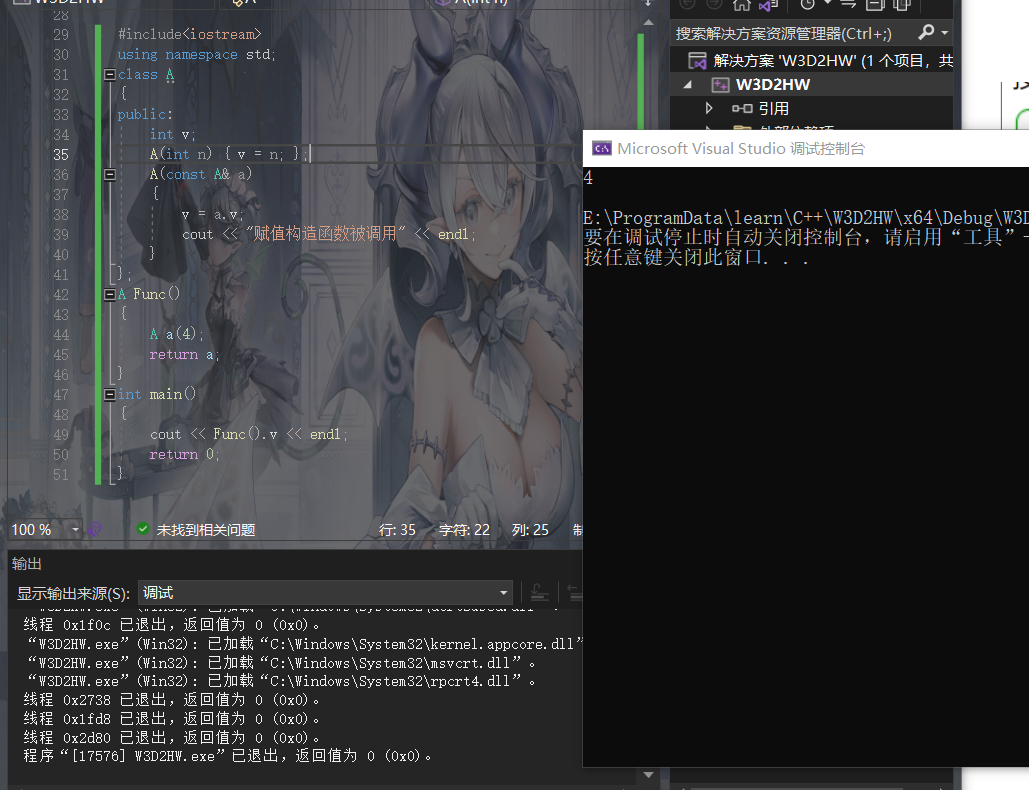 W3D2HW
A
A(int n)
28
29 #include<iostream>
30 using namespace std;
31 class A
32 {
33 public:
34 int v;
35 A(int n) { v = n; };
36 A(const A& a)
37 {
38 v = a.v;
39 cout << "赋值构造函数被调用" << endl;
40 }
41 };
42 A Func()
43 {
44 A a(4);
45 return a;
46 }
47 int main()
48 {
49 cout << Func().v << endl;
50 return 0;
51 }
100 %
未找到相关问题
行: 35
字符: 22
列: 25
制
搜索解决方案资源管理器(Ctrl+;)
解决方案 'W3D2HW' (1 个项目，共
W3D2HW
引用
外部依赖项
Microsoft Visual Studio 调试控制台
4
E:\ProgramData\learn\C++\W3D2HW\x64\Debug\W3D
要在调试停止时自动关闭控制台，请启用“工具”-
按任意键关闭此窗口. . .
输出
显示输出来源(S):
调试
“W3D2HW.exe” (Win32): 已加载“C:\Windows\System32\ucrtbased.dll”。
线程 0x1f0c 已退出，返回值为 0 (0x0)。
“W3D2HW.exe” (Win32): 已加载“C:\Windows\System32\kernel.appcore.dll”
“W3D2HW.exe” (Win32): 已加载“C:\Windows\System32\msvcrt.dll”。
“W3D2HW.exe” (Win32): 已加载“C:\Windows\System32\rpcrt4.dll”。
线程 0x2738 已退出，返回值为 0 (0x0)。
线程 0x1fd8 已退出，返回值为 0 (0x0)。
线程 0x2d80 已退出，返回值为 0 (0x0)。
程序“[17576] W3D2HW.exe”已退出，返回值为 0 (0x0)。